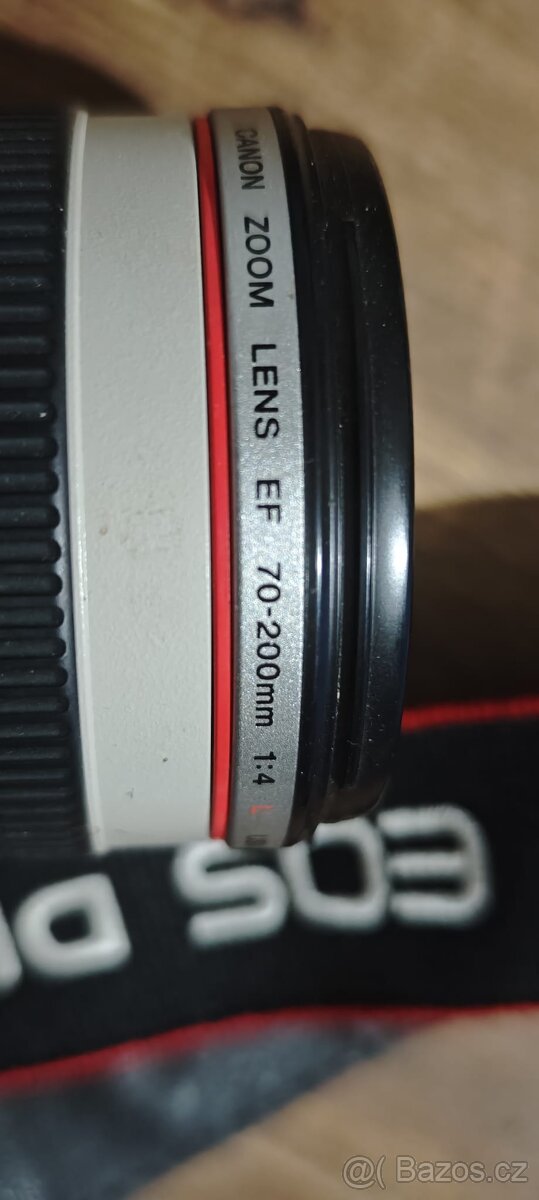 CANON ZOOM LENS EF 70-200mm 1:4 L
EOS
@( Bazos.cz